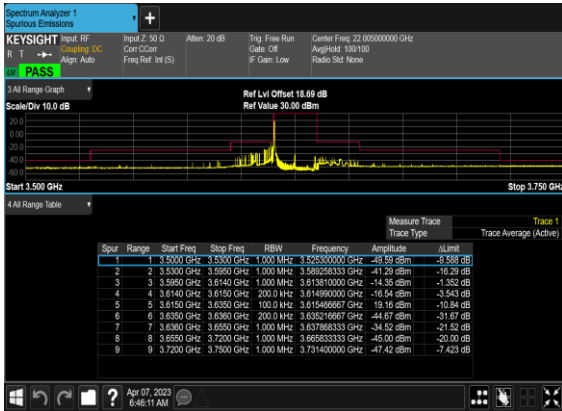 Spectrum Analyzer 1
Spurious Emissions
+
KEYSIGHT Input: RF Input Z: 50 Ω Atten: 20 dB Trig: Free Run Center Freq: 22.005000000 GHz
R T Coupling: DC Corr CCorr Gate: Off Avg|Hold: 100/100
Align: Auto Freq Ref: Int (S) IF Gain: Low Radio Std: None
PASS
3 All Range Graph
Ref Lvl Offset 18.69 dB
Scale/Div 10.0 dB Ref Value 30.00 dBm
20.0
0.00
-20.0
-40.0
-60.0
Start 3.500 GHz Stop 3.750 GHz
4 All Range Table
Measure Trace Trace 1
Trace Type Trace Average (Active)
Spur Range Start Freq Stop Freq RBW Frequency Amplitude ΔLimit
1 1 3.5000 GHz 3.5300 GHz 1.000 MHz 3.525300000 GHz -49.59 dBm -9.588 dB
2 2 3.5300 GHz 3.5950 GHz 1.000 MHz 3.589258333 GHz -41.29 dBm -16.29 dB
3 3 3.5950 GHz 3.6140 GHz 1.000 MHz 3.613810000 GHz -14.35 dBm -1.352 dB
4 4 3.6140 GHz 3.6150 GHz 200.0 kHz 3.614990000 GHz -16.54 dBm -3.543 dB
5 5 3.6150 GHz 3.6350 GHz 100.0 kHz 3.615466667 GHz 19.16 dBm -10.84 dB
6 6 3.6350 GHz 3.6360 GHz 200.0 kHz 3.635216667 GHz -44.67 dBm -31.67 dB
7 7 3.6360 GHz 3.6550 GHz 1.000 MHz 3.637868333 GHz -34.52 dBm -21.52 dB
8 8 3.6550 GHz 3.7200 GHz 1.000 MHz 3.665833333 GHz -45.00 dBm -20.00 dB
9 9 3.7200 GHz 3.7500 GHz 1.000 MHz 3.731400000 GHz -47.42 dBm -7.423 dB
?
Apr 07, 2023
6:46:11 AM